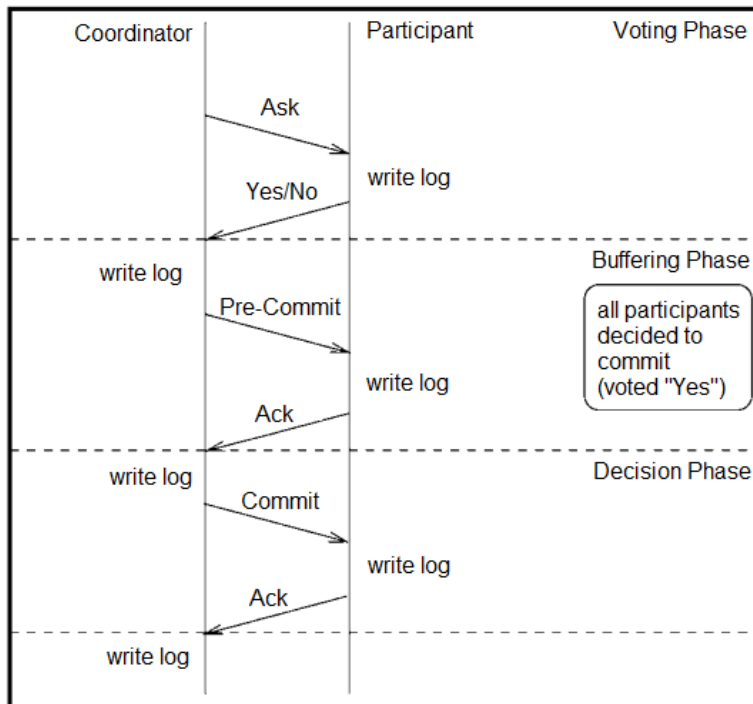 Coordinator
Participant
Voting Phase
Ask
write log
Yes/No
Buffering Phase
write log
Pre-Commit
all participants
decided to
commit
(voted "Yes")
write log
Ack
Decision Phase
write log
Commit
write log
Ack
write log